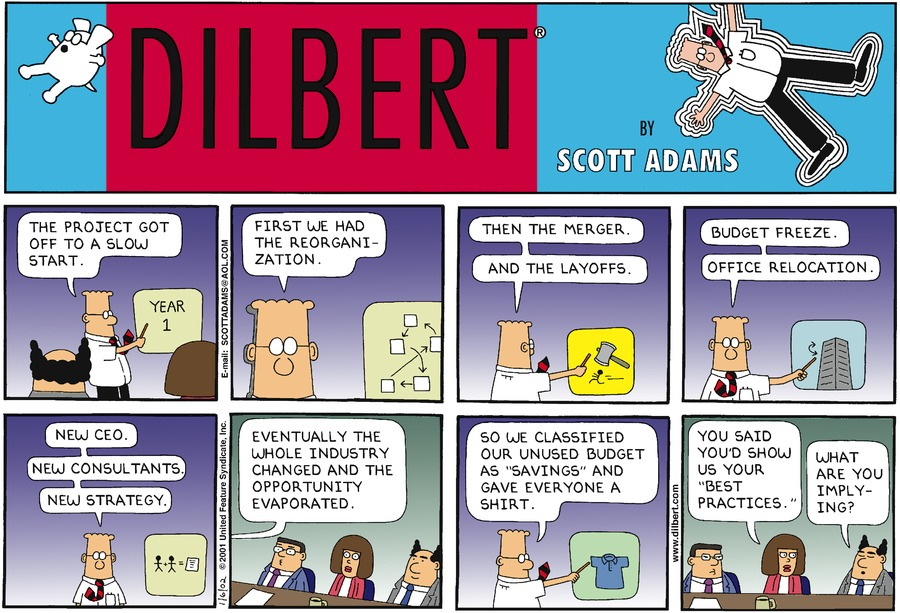 DILBERT®
BY
SCOTT ADAMS
THE PROJECT GOT
OFF TO A SLOW
START.
YEAR
1
E-mail: SCOTTADAMS@AOL.COM
FIRST WE HAD
THE REORGANI-
ZATION.
THEN THE MERGER.
AND THE LAYOFFS.
BUDGET FREEZE.
OFFICE RELOCATION.
NEW CEO.
NEW CONSULTANTS.
NEW STRATEGY.
1/6/02 © 2001 United Feature Syndicate, Inc.
EVENTUALLY THE
WHOLE INDUSTRY
CHANGED AND THE
OPPORTUNITY
EVAPORATED.
SO WE CLASSIFIED
OUR UNUSED BUDGET
AS "SAVINGS" AND
GAVE EVERYONE A
SHIRT.
www.dilbert.com
YOU SAID
YOU'D SHOW
US YOUR
"BEST
PRACTICES."
WHAT
ARE YOU
IMPLY-
ING?